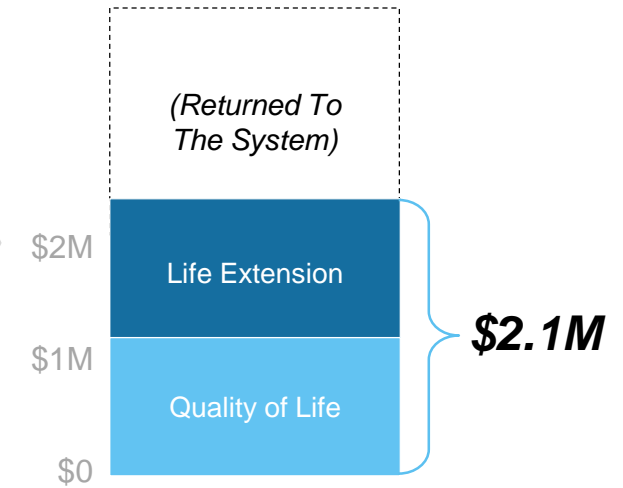 (Returned To
The System)
$2M
Life Extension
$2.1M
$1M
Quality of Life
$0